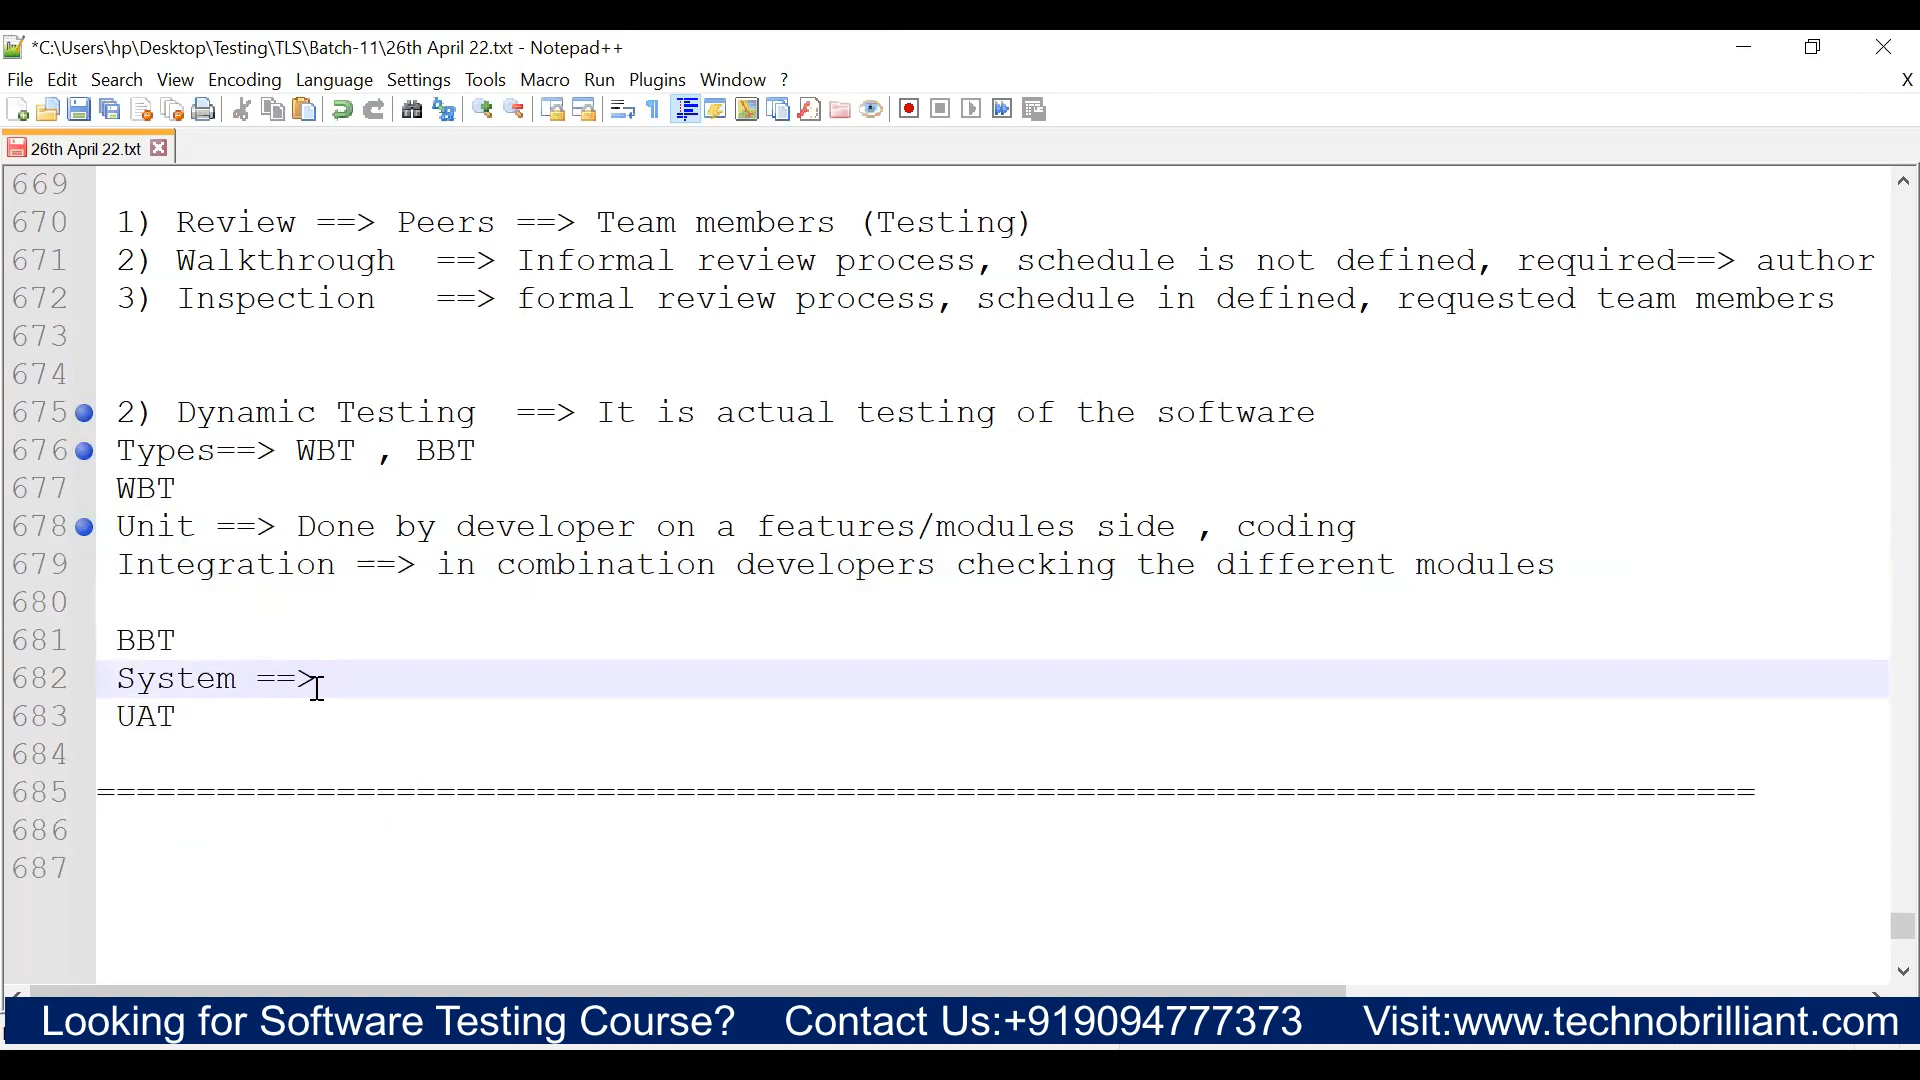 *C:\Users\hp\Desktop\Testing\TLS\Batch-11\26th April 22.txt - Notepad++
File Edit Search View Encoding Language Settings Tools Macro Run Plugins Window ? X
26th April 22.txt
669
670 1) Review ==> Peers ==> Team members (Testing)
671 2) Walkthrough ==> Informal review process, schedule is not defined, required==> author
672 3) Inspection ==> formal review process, schedule in defined, requested team members
673
674
675 2) Dynamic Testing ==> It is actual testing of the software
676 Types==> WBT , BBT
677 WBT
678 Unit ==> Done by developer on a features/modules side , coding
679 Integration ==> in combination developers checking the different modules
680
681 BBT
682 System ==>
683 UAT
684
685 ===================================================================================
686
687
Looking for Software Testing Course? Contact Us:+919094777373 Visit:www.technobrilliant.com